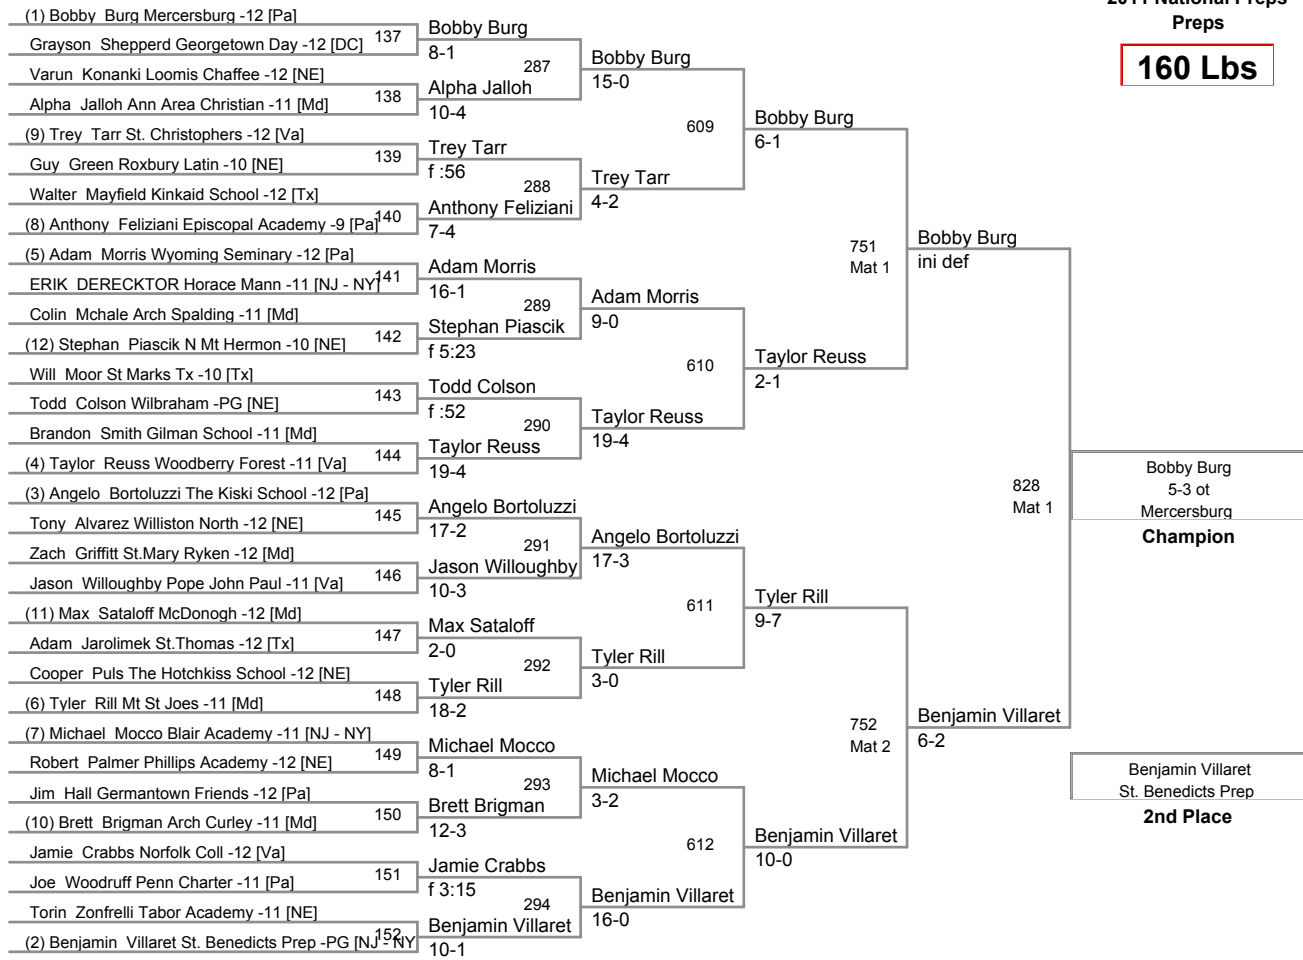 2011 National Preps
Preps
160 Lbs
(1) Bobby Burg Mercersburg -12 [Pa]
Grayson Shepperd Georgetown Day -12 [DC]
Varun Konanki Loomis Chaffee -12 [NE]
Alpha Jalloh Ann Area Christian -11 [Md]
(9) Trey Tarr St. Christophers -12 [Va]
Guy Green Roxbury Latin -10 [NE]
Walter Mayfield Kinkaid School -12 [Tx]
(8) Anthony Feliziani Episcopal Academy -9 [Pa]
(5) Adam Morris Wyoming Seminary -12 [Pa]
ERIK DERECKTOR Horace Mann -11 [NJ - NY]
Colin Mchale Arch Spalding -11 [Md]
(12) Stephan Piascik N Mt Hermon -10 [NE]
Will Moor St Marks Tx -10 [Tx]
Todd Colson Wilbraham -PG [NE]
Brandon Smith Gilman School -11 [Md]
(4) Taylor Reuss Woodberry Forest -11 [Va]
(3) Angelo Bortoluzzi The Kiski School -12 [Pa]
Tony Alvarez Williston North -12 [NE]
Zach Griffitt St.Mary Ryken -12 [Md]
Jason Willoughby Pope John Paul -11 [Va]
(11) Max Sataloff McDonogh -12 [Md]
Adam Jarolimek St.Thomas -12 [Tx]
Cooper Puls The Hotchkiss School -12 [NE]
(6) Tyler Rill Mt St Joes -11 [Md]
(7) Michael Mocco Blair Academy -11 [NJ - NY]
Robert Palmer Phillips Academy -12 [NE]
Jim Hall Germantown Friends -12 [Pa]
(10) Brett Brigman Arch Curley -11 [Md]
Jamie Crabbs Norfolk Coll -12 [Va]
Joe Woodruff Penn Charter -11 [Pa]
Torin Zonfrelli Tabor Academy -11 [NE]
(2) Benjamin Villaret St. Benedicts Prep -PG [NJ - NY
137
138
139
140
141
142
143
144
145
146
147
148
149
150
151
152
Bobby Burg
8-1
Alpha Jalloh
10-4
Trey Tarr
f :56
Anthony Feliziani
7-4
Adam Morris
16-1
Stephan Piascik
f 5:23
Todd Colson
f :52
Taylor Reuss
19-4
Angelo Bortoluzzi
17-2
Jason Willoughby
10-3
Max Sataloff
2-0
Tyler Rill
18-2
Michael Mocco
8-1
Brett Brigman
12-3
Jamie Crabbs
f 3:15
Benjamin Villaret
10-1
287
288
289
290
291
292
293
294
Bobby Burg
15-0
Trey Tarr
4-2
Adam Morris
9-0
Taylor Reuss
19-4
Angelo Bortoluzzi
17-3
Tyler Rill
3-0
Michael Mocco
3-2
Benjamin Villaret
16-0
609
610
611
612
Bobby Burg
6-1
Taylor Reuss
2-1
Tyler Rill
9-7
Benjamin Villaret
10-0
751
Mat 1
752
Mat 2
Bobby Burg
ini def
Benjamin Villaret
6-2
828
Mat 1
Bobby Burg
5-3 ot
Mercersburg
Champion
Benjamin Villaret
St. Benedicts Prep
2nd Place